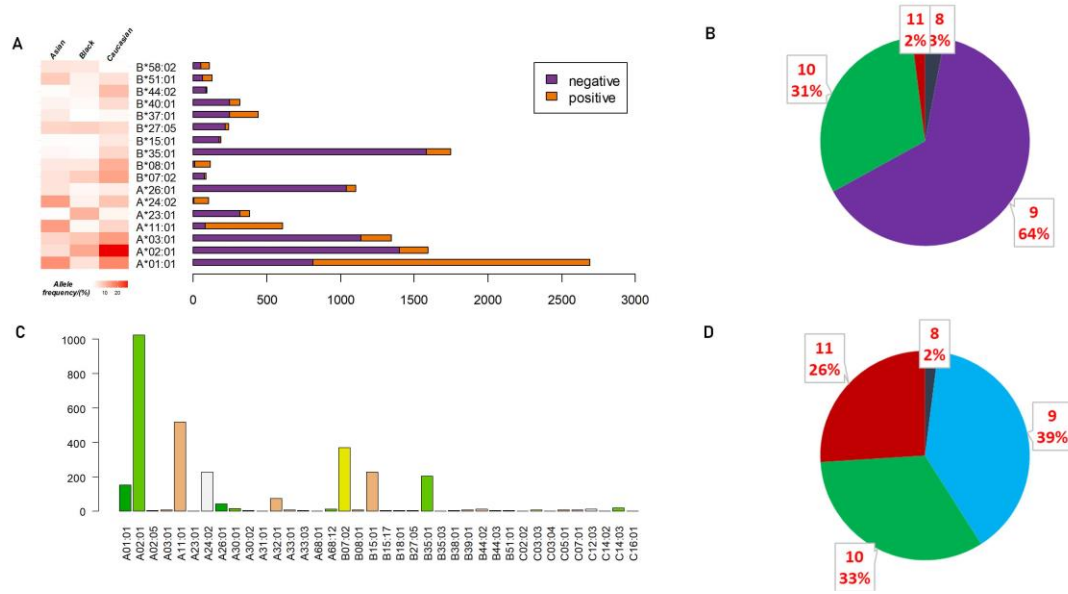 A
Asian
Black
Caucasian
B*58:02
B*51:01
B*44:02
B*40:01
B*37:01
B*27:05
B*15:01
B*35:01
B*08:01
B*07:02
A*26:01
A*24:02
A*23:01
A*11:01
A*03:01
A*02:01
A*01:01
Allele
frequency/(%)
10 20
negative
positive
0 500 1000 1500 2000 2500 3000
B
11
2%
8
3%
10
31%
9
64%
C
1000
800
600
400
200
0
A01:01
A02:01
A02:05
A03:01
A11:01
A23:01
A24:02
A26:01
A30:01
A30:02
A31:01
A32:01
A33:01
A33:03
A68:01
A68:12
B07:02
B08:01
B15:01
B15:17
B18:01
B27:05
B35:01
B35:03
B38:01
B39:01
B44:02
B44:03
B51:01
C02:02
C03:03
C03:04
C05:01
C07:01
C12:03
C14:02
C14:03
C16:01
D
8
2%
11
26%
9
39%
10
33%